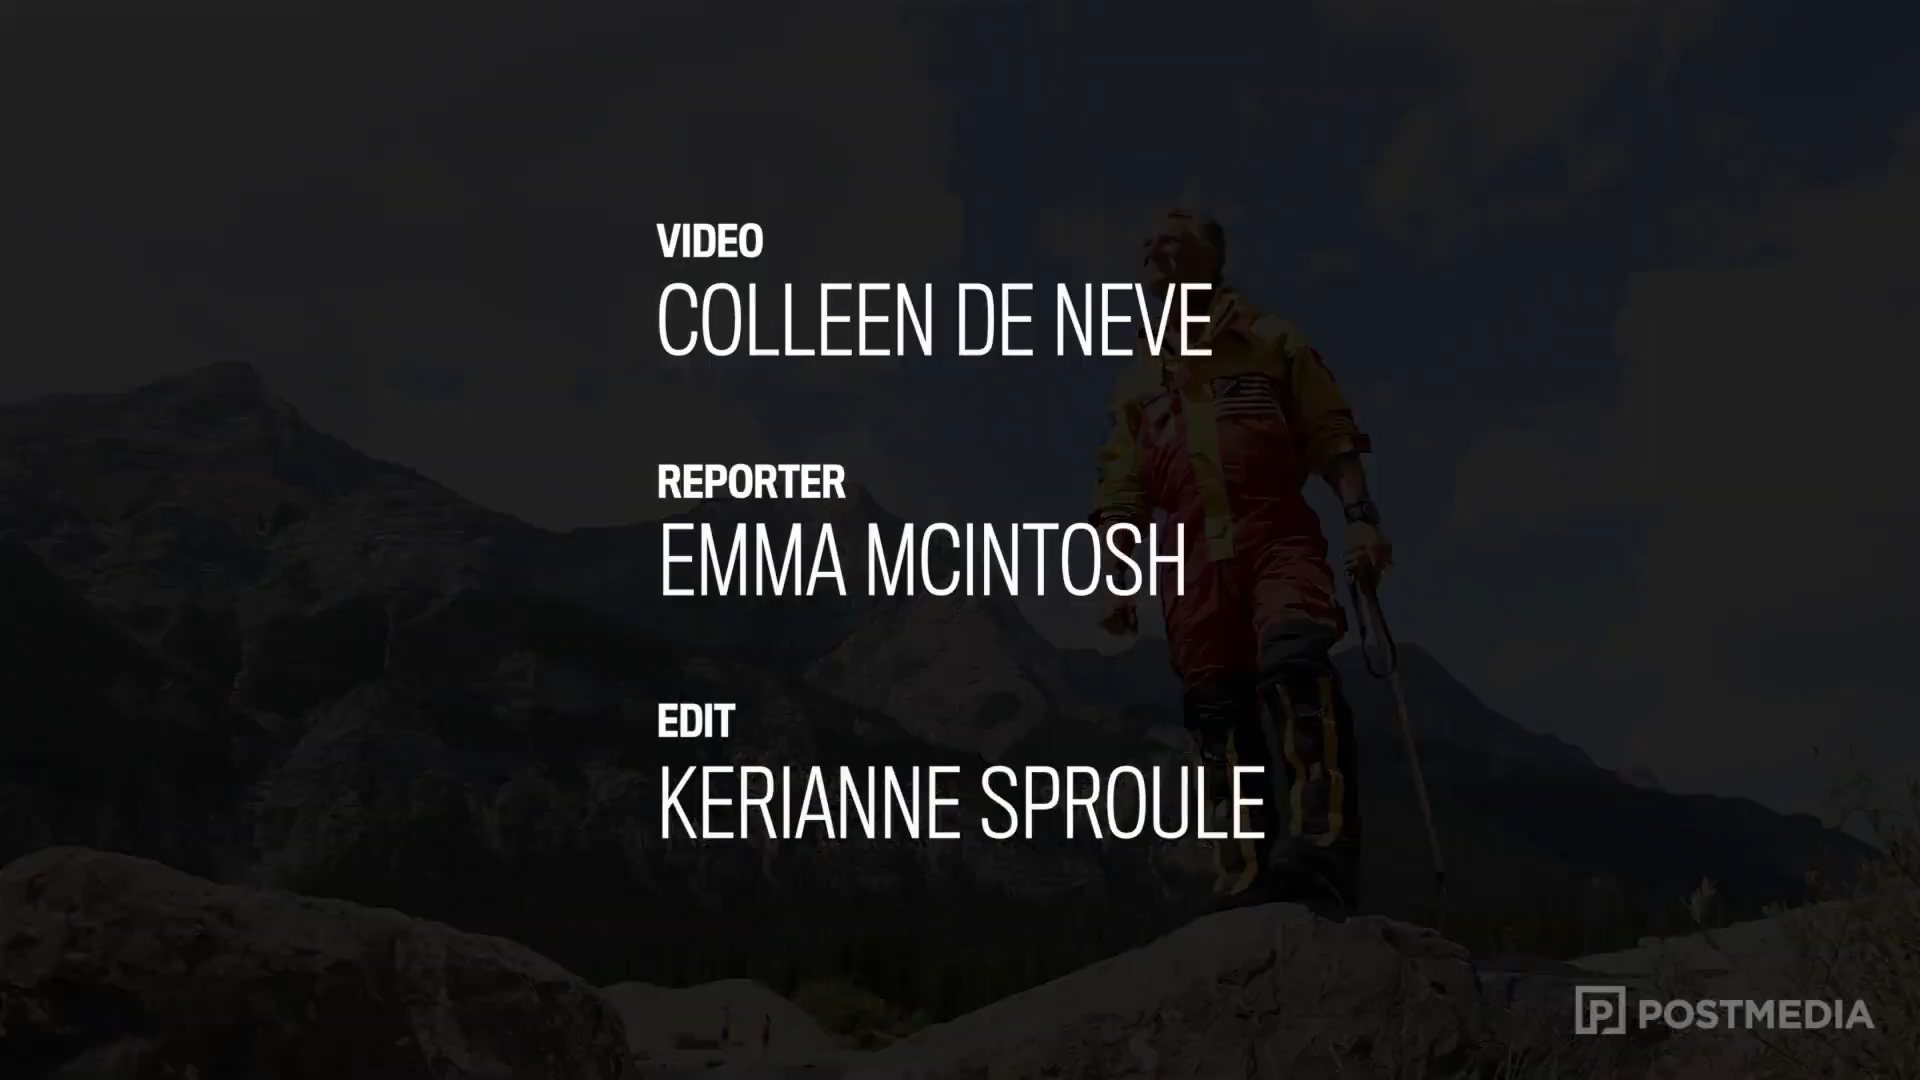 VIDEO
COLLEEN DE NEVE
REPORTER
EMMA MCINTOSH
EDIT
KERIANNE SPROULE
POSTMEDIA